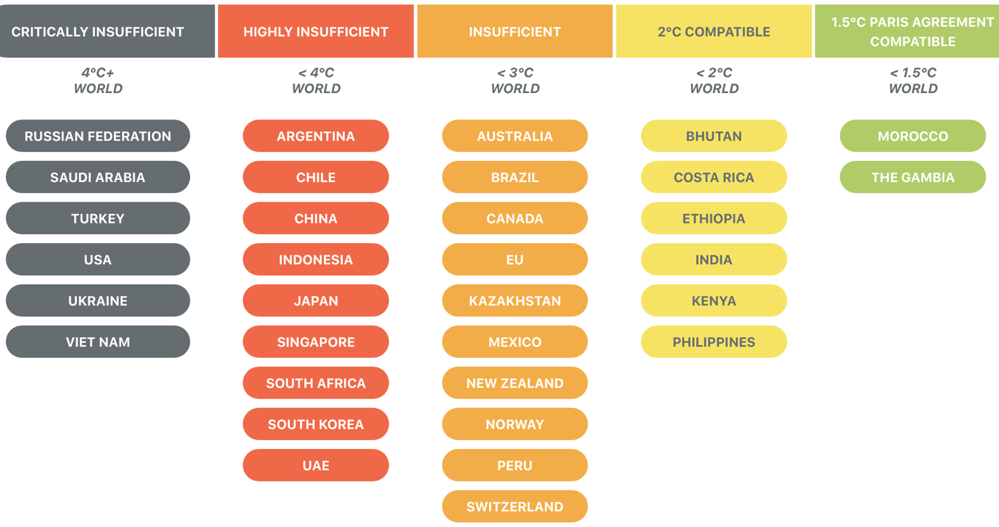 CRITICALLY INSUFFICIENT
4°C+
WORLD
RUSSIAN FEDERATION
SAUDI ARABIA
TURKEY
USA
UKRAINE
VIET NAM
HIGHLY INSUFFICIENT
< 4°C
WORLD
ARGENTINA
CHILE
CHINA
INDONESIA
JAPAN
SINGAPORE
SOUTH AFRICA
SOUTH KOREA
UAE
INSUFFICIENT
< 3°C
WORLD
AUSTRALIA
BRAZIL
CANADA
EU
KAZAKHSTAN
MEXICO
NEW ZEALAND
NORWAY
PERU
SWITZERLAND
2°C COMPATIBLE
< 2°C
WORLD
BHUTAN
COSTA RICA
ETHIOPIA
INDIA
KENYA
PHILIPPINES
1.5°C PARIS AGREEMENT
COMPATIBLE
< 1.5°C
WORLD
MOROCCO
THE GAMBIA